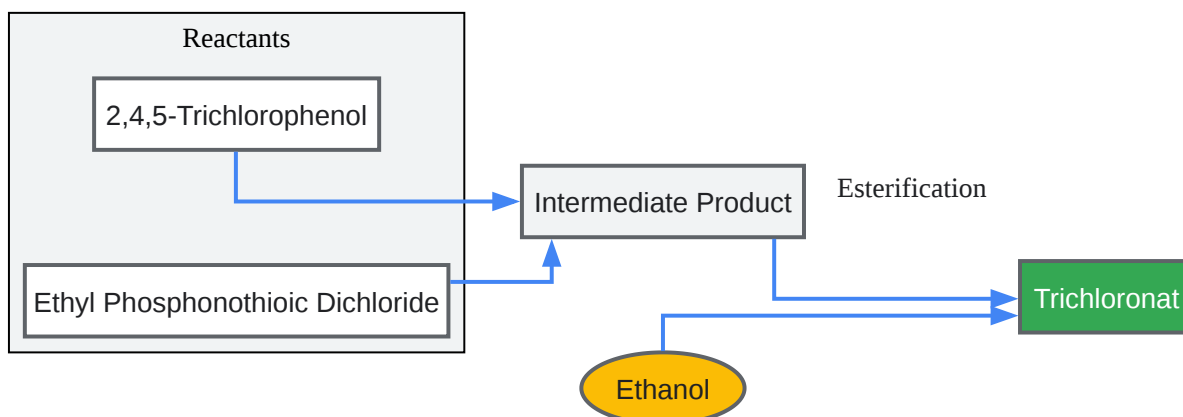 Reactants
2,4,5-Trichlorophenol
Intermediate Product
Esterification
Ethyl Phosphonothioic Dichloride
Trichloronat
Ethanol